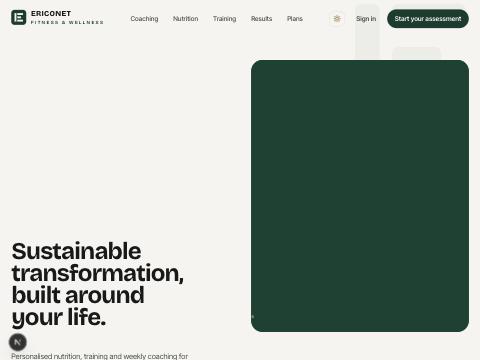 ERICONET
FITNESS & WELLNESS
Coaching
Nutrition
Training
Results
Plans
Sign in
Start your assessment
Sustainable
transformation,
built around
your life.
N
Personalised nutrition, training and weekly coaching for